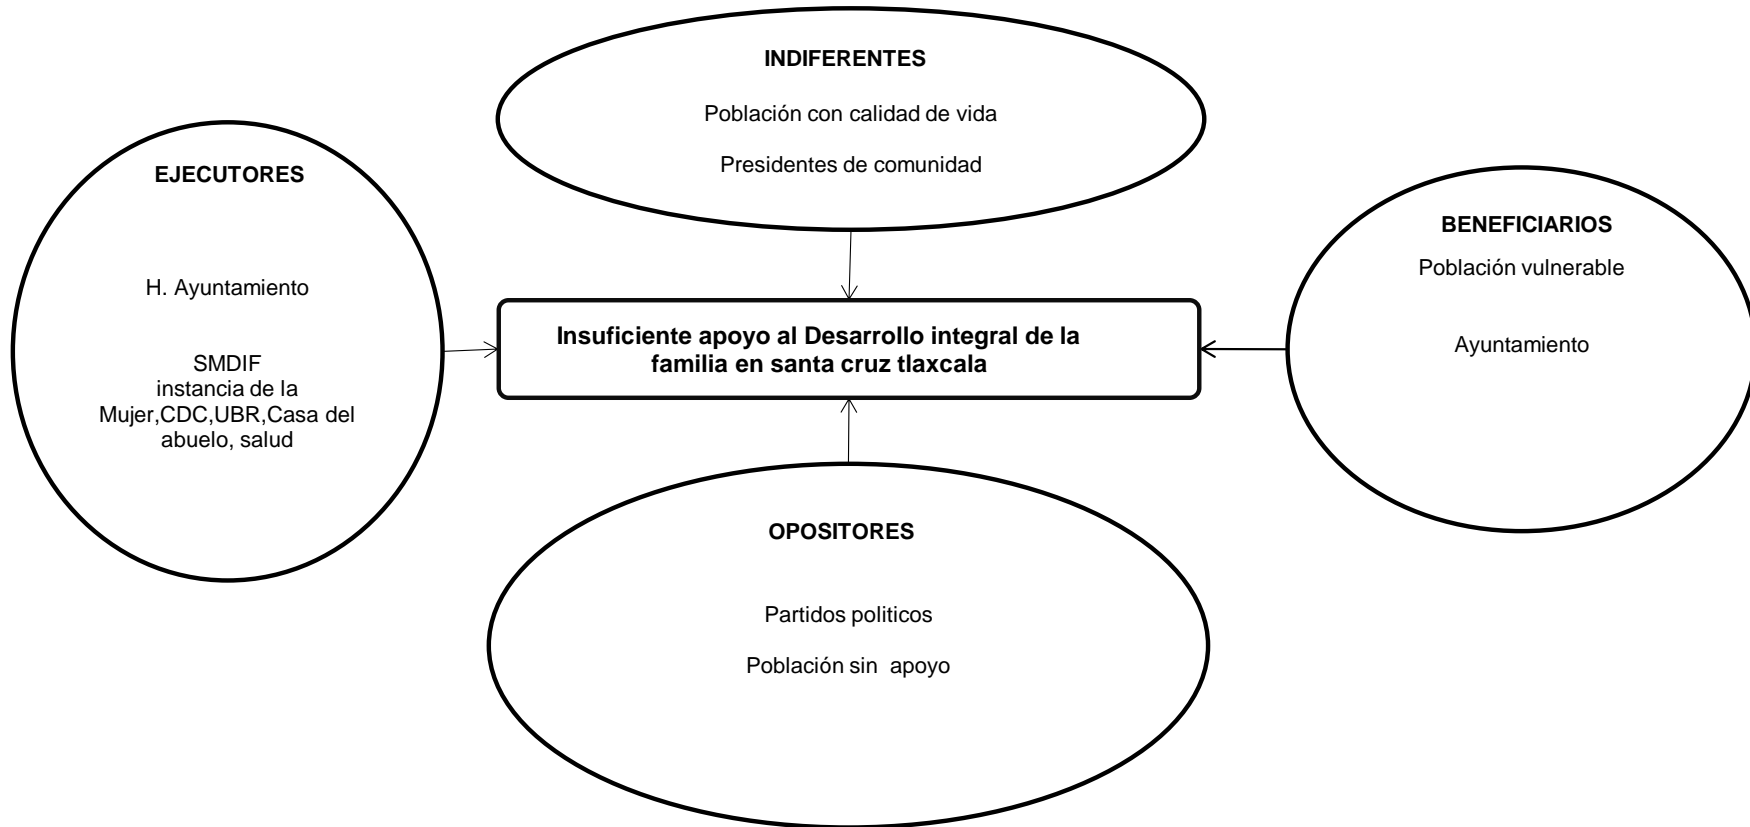 INDIFERENTES
Población con calidad de vida
Presidentes de comunidad
EJECUTORES
H. Ayuntamiento
SMDIF
instancia de la
Mujer,CDC,UBR,Casa del
abuelo, salud
Insuficiente apoyo al Desarrollo integral de la
familia en santa cruz tlaxcala
BENEFICIARIOS
Población vulnerable
Ayuntamiento
OPOSITORES
Partidos politicos
Población sin apoyo